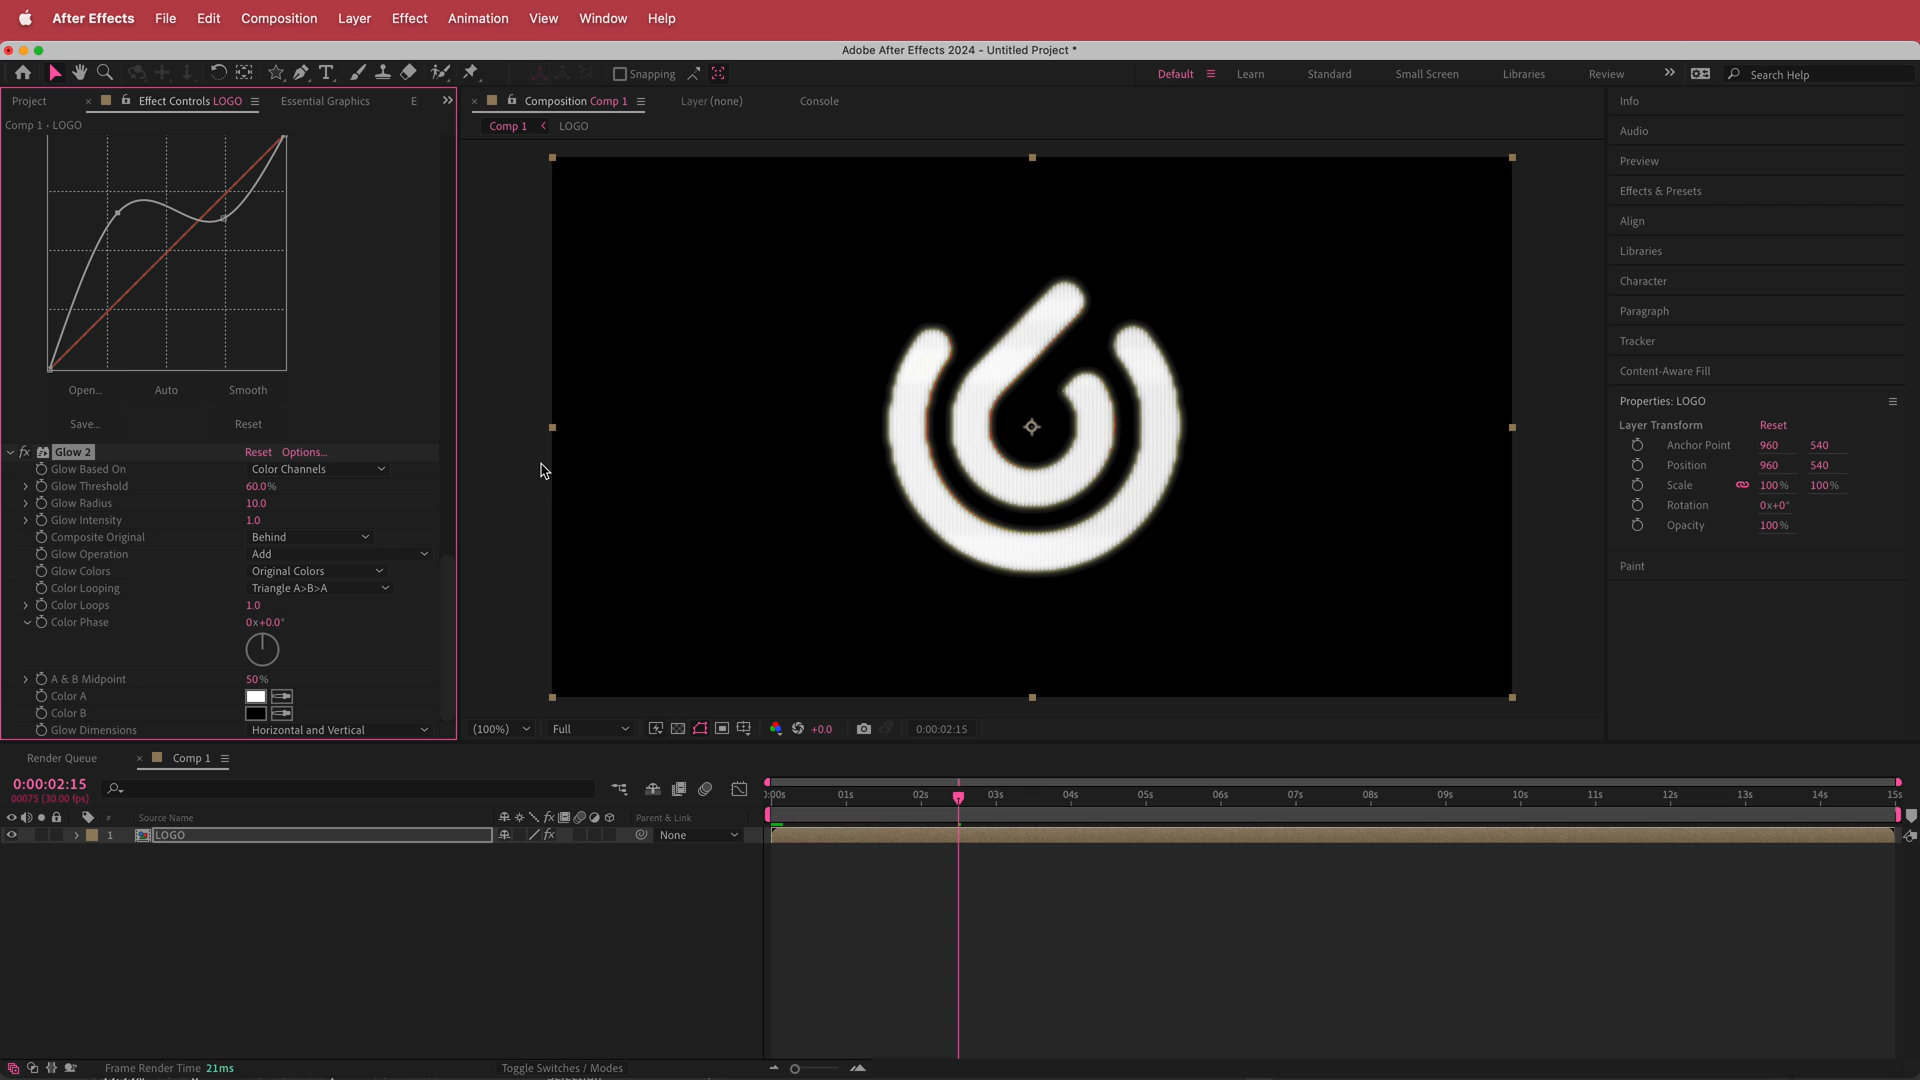 After Effects File Edit Composition Layer Effect Animation View Window Help
Adobe After Effects 2024 - Untitled Project *
Snapping
Default Learn Standard Small Screen Libraries Review Search Help
Project Effect Controls LOGO Essential Graphics E
Comp 1 • LOGO
Composition Comp 1 Layer (none) Console
Comp 1 LOGO
Open... Auto Smooth
Save... Reset
fx Glow 2 Reset Options...
Glow Based On Color Channels
Glow Threshold 60.0%
Glow Radius 10.0
Glow Intensity 1.0
Composite Original Behind
Glow Operation Add
Glow Colors Original Colors
Color Looping Triangle A>B>A
Color Loops 1.0
Color Phase 0x+0.0°
A & B Midpoint 50%
Color A
Color B
Glow Dimensions Horizontal and Vertical
(100%) Full +0.0 0:00:02:15
Info
Audio
Preview
Effects & Presets
Align
Libraries
Character
Paragraph
Tracker
Content-Aware Fill
Properties: LOGO
Layer Transform Reset
Anchor Point 960 540
Position 960 540
Scale 100% 100%
Rotation 0x+0°
Opacity 100%
Paint
Render Queue Comp 1
0:00:02:15
00075 (30.00 fps)
# Source Name fx Parent & Link
1 LOGO fx None
:00s 01s 02s 03s 04s 05s 06s 07s 08s 09s 10s 11s 12s 13s 14s 15s
Frame Render Time 21ms Toggle Switches / Modes